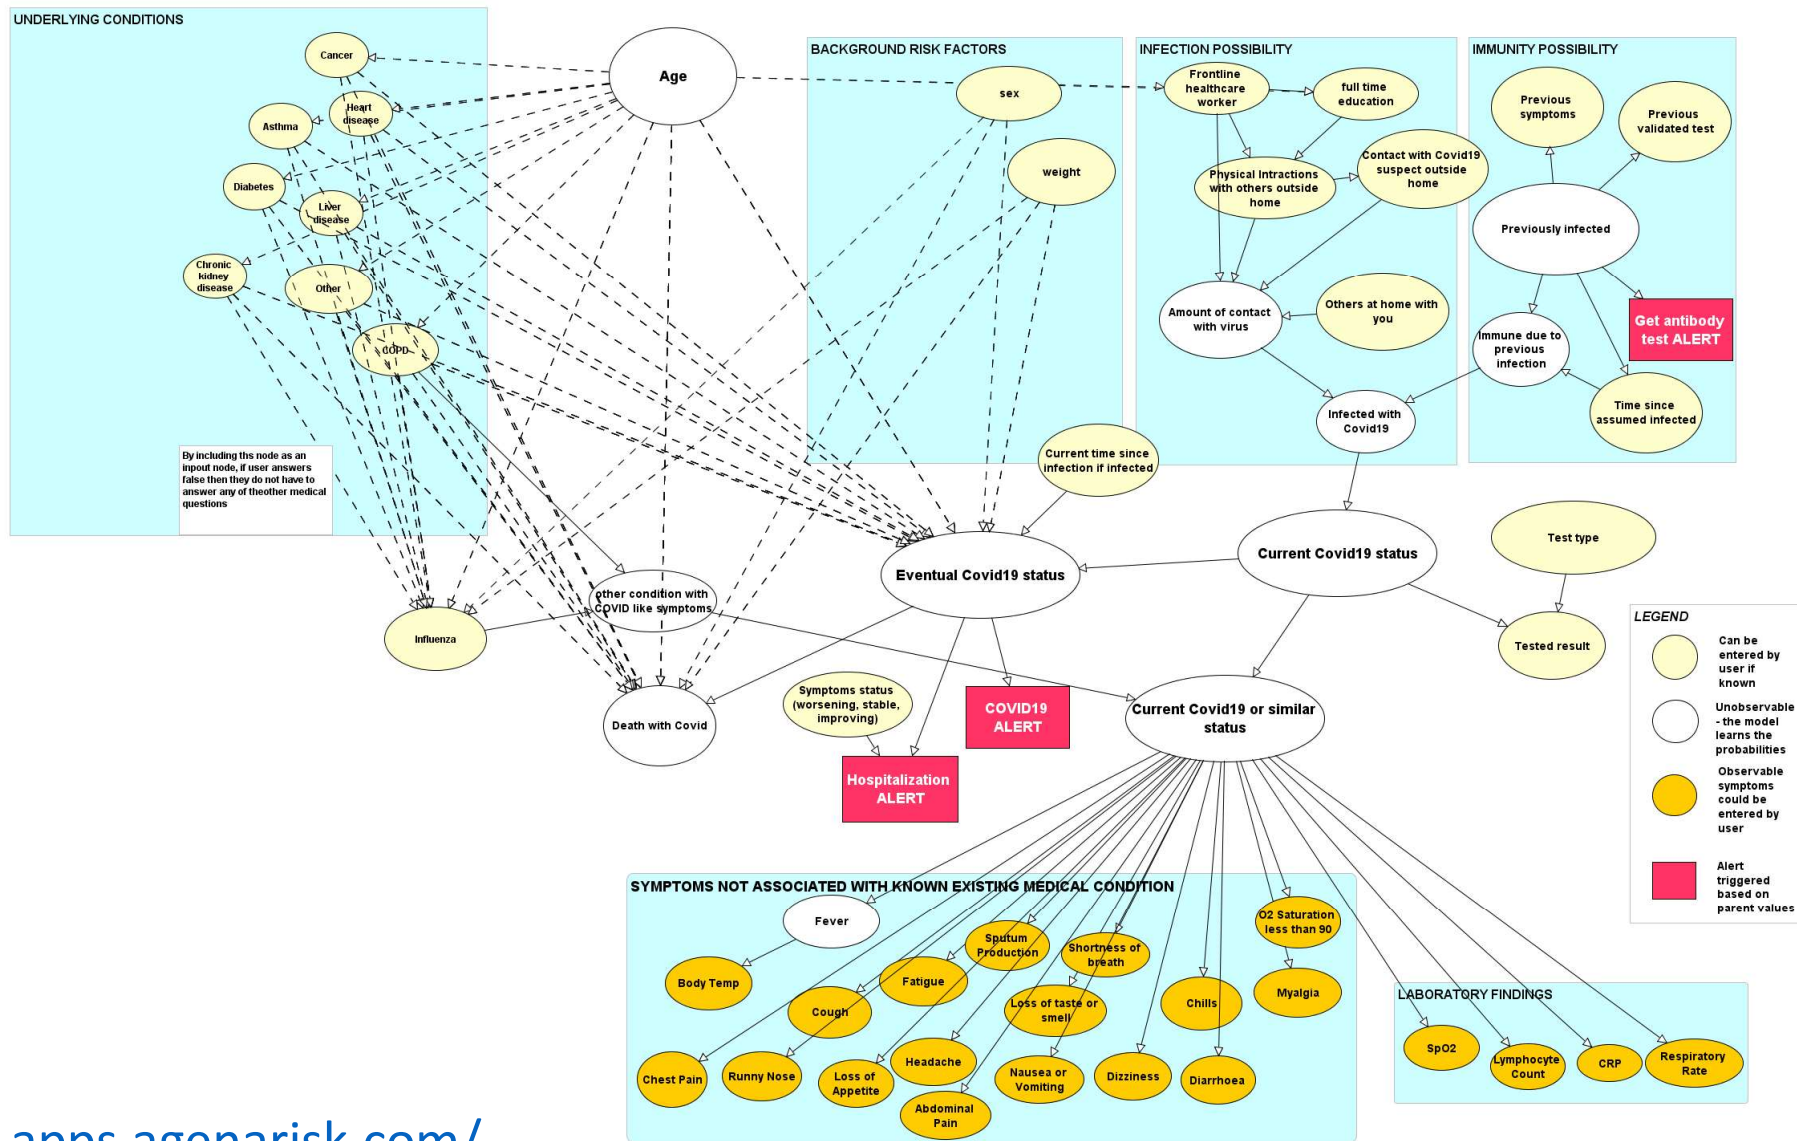 UNDERLYING CONDITIONS
Cancer
Heart
disease
Asthma
Diabetes
Liver
disease
Chronic
kidney
disease
Other
COPD
By including ths node as an
input node, if user answers
false then they do not have to
answer any of theother medical
questions
Age
BACKGROUND RISK FACTORS
sex
weight
INFECTION POSSIBILITY
Frontline
healthcare
worker
full time
education
Physical Intractions
with others outside
home
Contact with Covid19
suspect outside
home
Amount of contact
with virus
Others at home with
you
Infected with
Covid19
IMMUNITY POSSIBILITY
Previous
symptoms
Previous
validated test
Previously infected
Get antibody
test ALERT
Immune due to
previous
infection
Time since
assumed infected
Current time since
infection if infected
Eventual Covid19 status
Current Covid19 status
Test type
Tested result
other condition with
COVID like symptoms
Influenza
Death with Covid
Symptoms status
(worsening, stable,
improving)
COVID19
ALERT
Hospitalization
ALERT
Current Covid19 or similar
status
LEGEND
Can be
entered by
user if
known
Unobservable
- the model
learns the
probabilities
Observable
symptoms
could be
entered by
user
Alert
triggered
based on
parent values
SYMPTOMS NOT ASSOCIATED WITH KNOWN EXISTING MEDICAL CONDITION
Fever
Body Temp
Cough
Fatigue
Sputum
Production
Shortness of
breath
Loss of taste or
smell
Chills
O2 Saturation
less than 90
Myalgia
Chest Pain
Runny Nose
Loss of
Appetite
Headache
Abdominal
Pain
Nausea or
Vomiting
Dizziness
Diarrhoea
LABORATORY FINDINGS
SpO2
Lymphocyte
Count
CRP
Respiratory
Rate
apps.agenarisk.com/